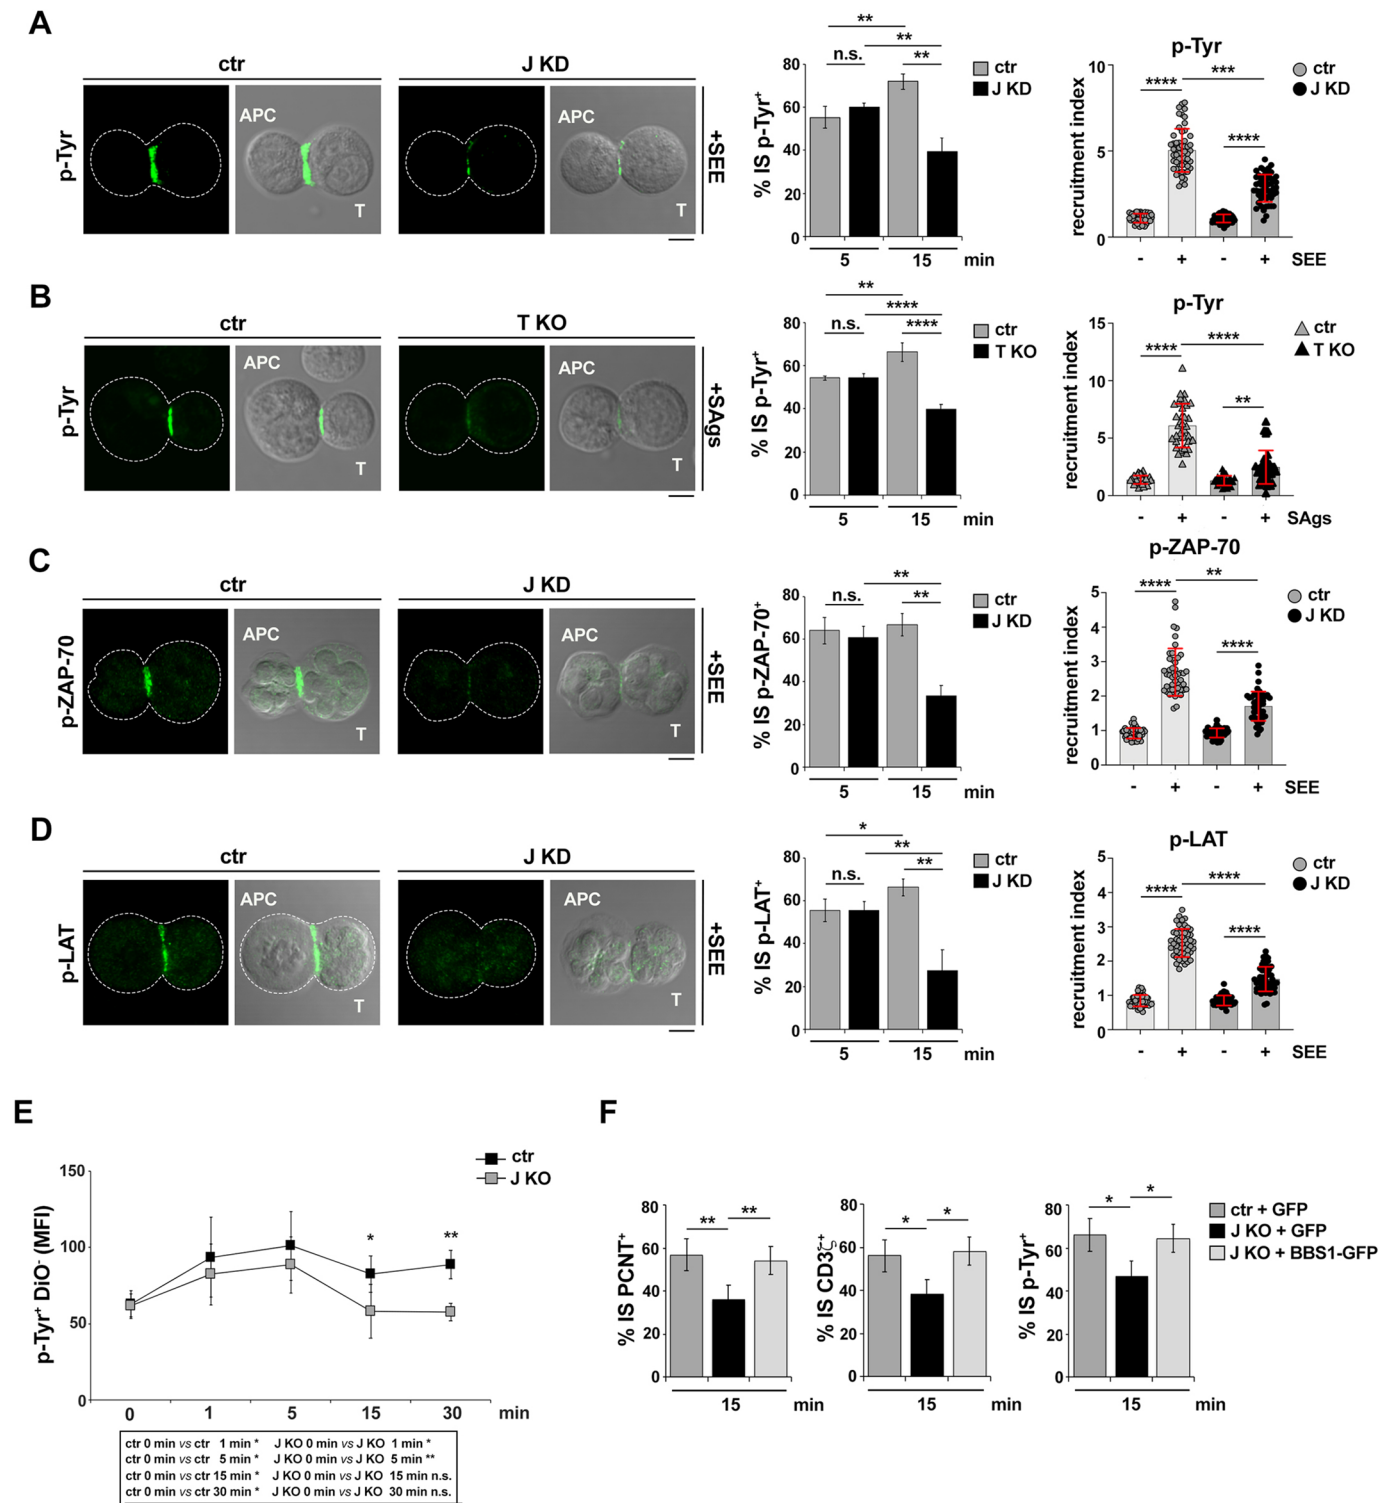 A
ctr
J KD
p-Tyr
APC
T
APC
T
+SEE
% IS p-Tyr+
80
60
40
20
0
n.s.
**
**
**
ctr
J KD
5
15
min
p-Tyr
recruitment index
10
5
0
****
***
****
ctr
J KD
- + - + SEE
B
ctr
T KO
p-Tyr
APC
T
APC
T
+SAgs
% IS p-Tyr+
80
60
40
20
0
**
****
n.s.
****
ctr
T KO
5
15
min
p-Tyr
recruitment index
15
10
5
0
****
****
**
ctr
T KO
- + - + SAgs
C
ctr
J KD
p-ZAP-70
APC
T
APC
T
+SEE
% IS p-ZAP-70+
80
60
40
20
0
**
n.s.
**
ctr
J KD
5
15
min
p-ZAP-70
recruitment index
5
4
3
2
1
0
****
**
****
ctr
J KD
- + - + SEE
D
ctr
J KD
p-LAT
APC
T
APC
T
+SEE
% IS p-LAT+
80
60
40
20
0
*
**
n.s.
**
ctr
J KD
5
15
min
p-LAT
recruitment index
5
4
3
2
1
0
****
****
****
ctr
J KD
- + - + SEE
E
p-Tyr+ DiO- (MFI)
150
100
50
0
*
**
ctr
J KO
0 1 5 15 30 min
ctr 0 min vs ctr 1 min * J KO 0 min vs J KO 1 min *
ctr 0 min vs ctr 5 min * J KO 0 min vs J KO 5 min **
ctr 0 min vs ctr 15 min * J KO 0 min vs J KO 15 min n.s.
ctr 0 min vs ctr 30 min * J KO 0 min vs J KO 30 min n.s.
F
% IS PCNT+
80
60
40
20
0
**
**
15
min
% IS CD3ζ+
80
60
40
20
0
*
*
15
min
% IS p-Tyr+
80
60
40
20
0
*
*
15
min
ctr + GFP
J KO + GFP
J KO + BBS1-GFP